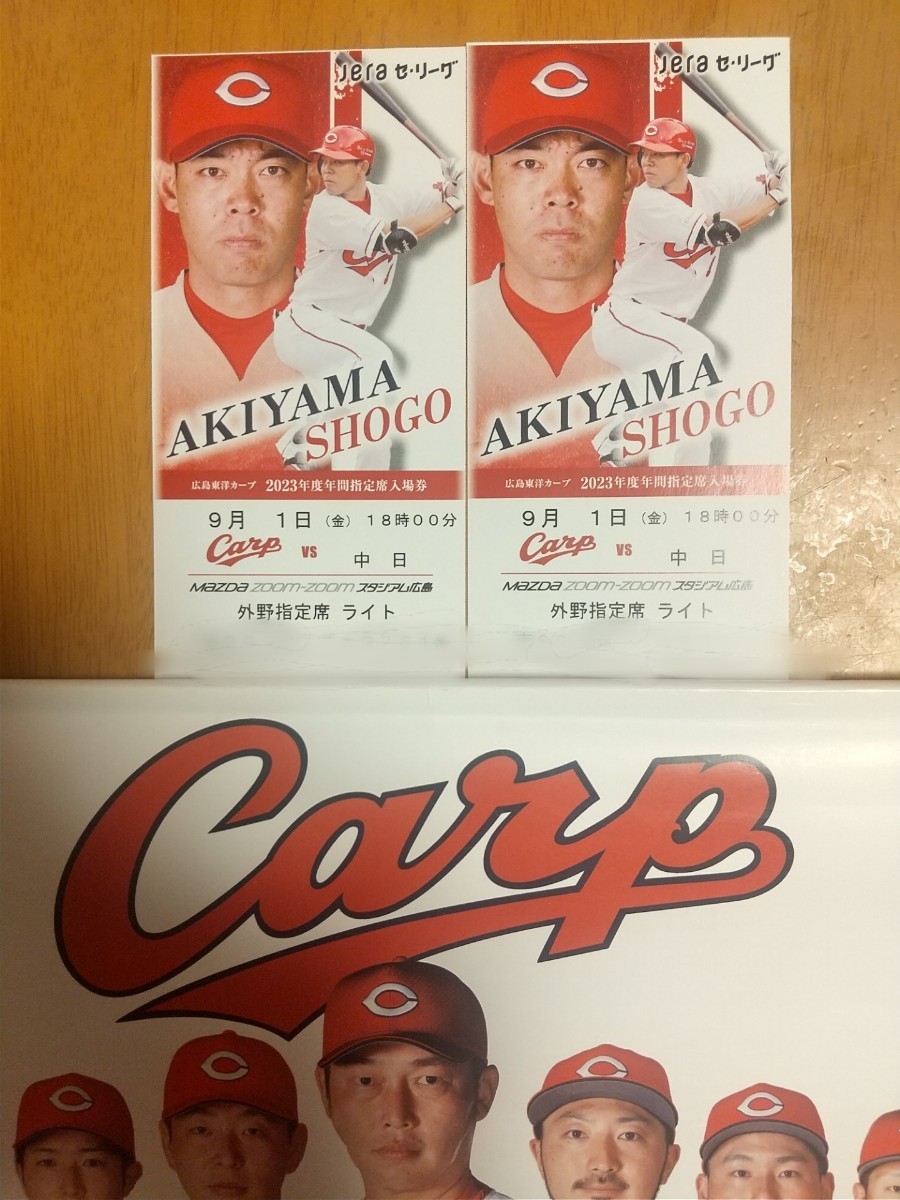 Jera セ・リーグ
AKIYAMA
SHOGO
広島東洋カープ 2023年度年間指定席入場券
9月 1日 (金) 18時00分
Carp vs 中日
MAZDA ZOOM-ZOOM スタジアム広島
外野指定席 ライト
Jera セ・リーグ
AKIYAMA
SHOGO
広島東洋カープ 2023年度年間指定席入場券
9月 1日 (金) 18時00分
Carp vs 中日
MAZDA ZOOM-ZOOM スタジアム広島
外野指定席 ライト
Carp